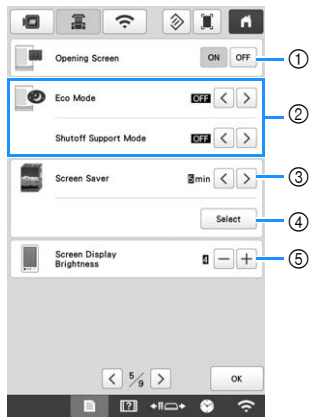 Opening Screen ON OFF ①
Eco Mode OFF < >
②
Shutoff Support Mode OFF < >
Screen Saver 5min < > ③
Select ④
Screen Display
Brightness 4 − + ⑤
< 5/9 > OK